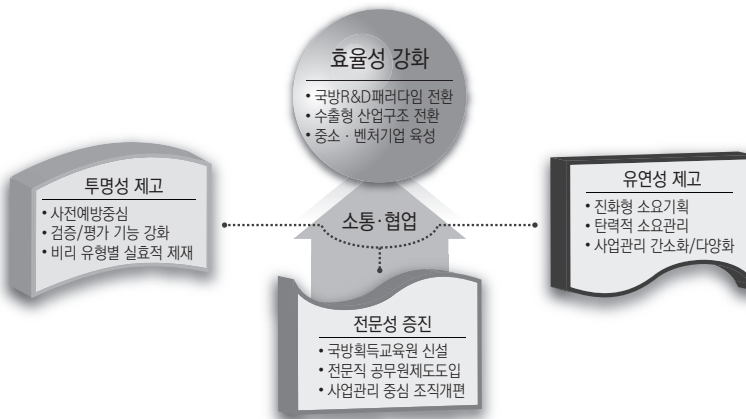 효율성 강화
• 국방R&D패러다임 전환
• 수출형 산업구조 전환
• 중소 · 벤처기업 육성
투명성 제고
• 사전예방중심
• 검증/평가 기능 강화
• 비리 유형별 실효적 제재
소통·협업
유연성 제고
• 진화형 소요기획
• 탄력적 소요관리
• 사업관리 간소화/다양화
전문성 증진
• 국방획득교육원 신설
• 전문직 공무원제도도입
• 사업관리 중심 조직개편